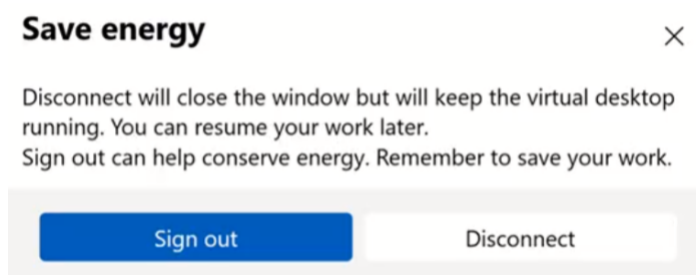 Save energy
Disconnect will close the window but will keep the virtual desktop
running. You can resume your work later.
Sign out can help conserve energy. Remember to save your work.
Sign out
Disconnect